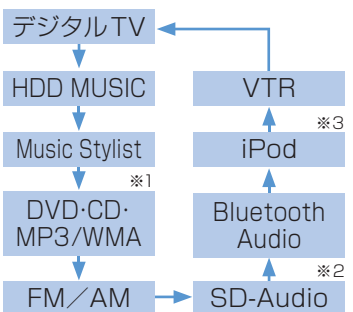 デジタルTV
HDD MUSIC
Music Stylist
※1
DVD・CD・
MP3/WMA
FM／AM
VTR
※3
iPod
Bluetooth
Audio
※2
SD-Audio